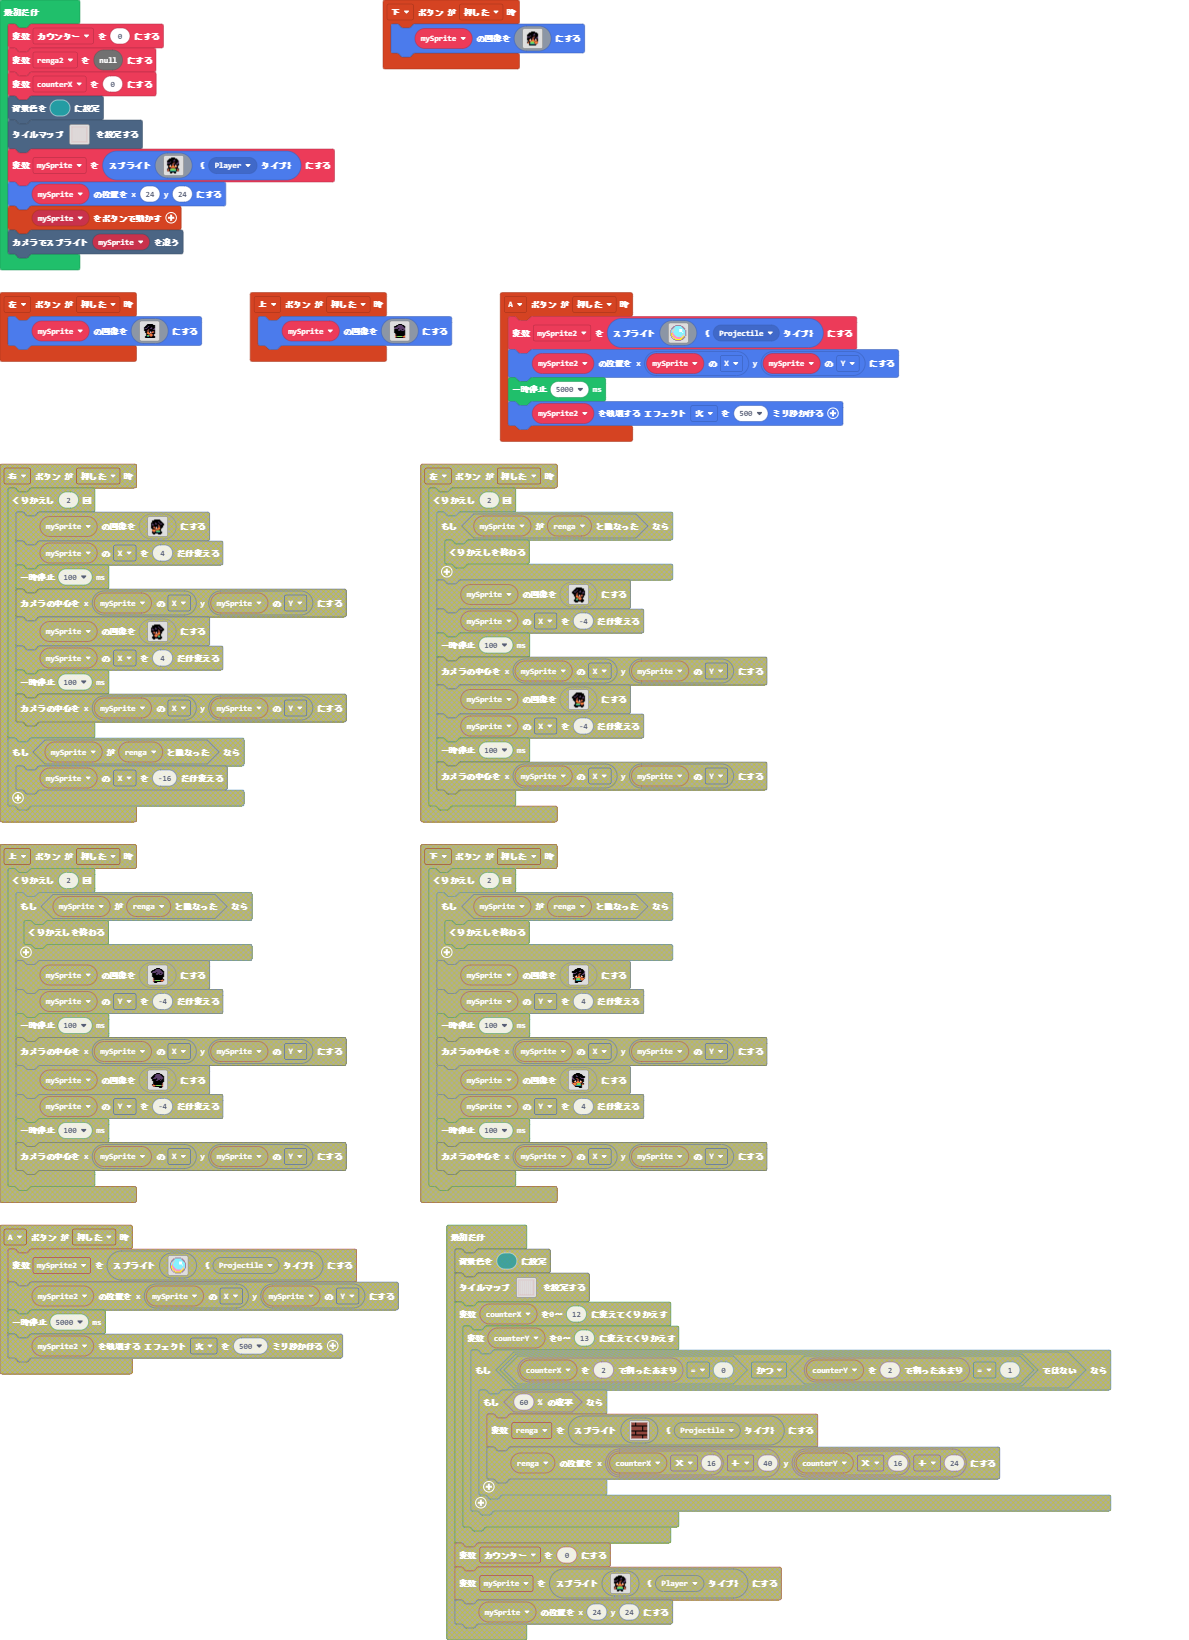 最初だけ
変数 カウンター を 0 にする
変数 renga2 を null にする
変数 counterX を 0 にする
背景色を に設定
タイルマップ を設定する
変数 mySprite を スプライト ( Player タイプ) にする
mySprite の位置を x 24 y 24 にする
mySprite をボタンで動かす
カメラでスプライト mySprite を追う
下 ボタン が 押した 時
mySprite の画像を にする
左 ボタン が 押した 時
mySprite の画像を にする
上 ボタン が 押した 時
mySprite の画像を にする
A ボタン が 押した 時
変数 mySprite2 を スプライト ( Projectile タイプ) にする
mySprite2 の位置を x mySprite の X y mySprite の Y にする
一時停止 5000 ms
mySprite2 を破壊する エフェクト 火 を 500 ミリ秒かける
右 ボタン が 押した 時
くりかえし 2 回
mySprite の画像を にする
mySprite の X を 4 だけ変える
一時停止 100 ms
カメラの中心を x mySprite の X y mySprite の Y にする
mySprite の画像を にする
mySprite の X を 4 だけ変える
一時停止 100 ms
カメラの中心を x mySprite の X y mySprite の Y にする
もし mySprite が renga と重なった なら
mySprite の X を -16 だけ変える
左 ボタン が 押した 時
くりかえし 2 回
もし mySprite が renga と重なった なら
くりかえしを終わる
mySprite の画像を にする
mySprite の X を -4 だけ変える
一時停止 100 ms
カメラの中心を x mySprite の X y mySprite の Y にする
mySprite の画像を にする
mySprite の X を -4 だけ変える
一時停止 100 ms
カメラの中心を x mySprite の X y mySprite の Y にする
上 ボタン が 押した 時
くりかえし 2 回
もし mySprite が renga と重なった なら
くりかえしを終わる
mySprite の画像を にする
mySprite の Y を -4 だけ変える
一時停止 100 ms
カメラの中心を x mySprite の X y mySprite の Y にする
mySprite の画像を にする
mySprite の Y を -4 だけ変える
一時停止 100 ms
カメラの中心を x mySprite の X y mySprite の Y にする
下 ボタン が 押した 時
くりかえし 2 回
もし mySprite が renga と重なった なら
くりかえしを終わる
mySprite の画像を にする
mySprite の Y を 4 だけ変える
一時停止 100 ms
カメラの中心を x mySprite の X y mySprite の Y にする
mySprite の画像を にする
mySprite の Y を 4 だけ変える
一時停止 100 ms
カメラの中心を x mySprite の X y mySprite の Y にする
A ボタン が 押した 時
変数 mySprite2 を スプライト ( Projectile タイプ) にする
mySprite2 の位置を x mySprite の X y mySprite の Y にする
一時停止 5000 ms
mySprite2 を破壊する エフェクト 火 を 500 ミリ秒かける
最初だけ
背景色を に設定
タイルマップ を設定する
変数 counterX を0～ 12 に変えてくりかえす
変数 counterY を0～ 13 に変えてくりかえす
もし counterX を 2 で割ったあまり = 0 かつ counterY を 2 で割ったあまり = 1 ではない なら
もし 60 % の確率 なら
変数 renga を スプライト ( Projectile タイプ) にする
renga の位置を x counterX × 16 + 40 y counterY × 16 + 24 にする
変数 カウンター を 0 にする
変数 mySprite を スプライト ( Player タイプ) にする
mySprite の位置を x 24 y 24 にする